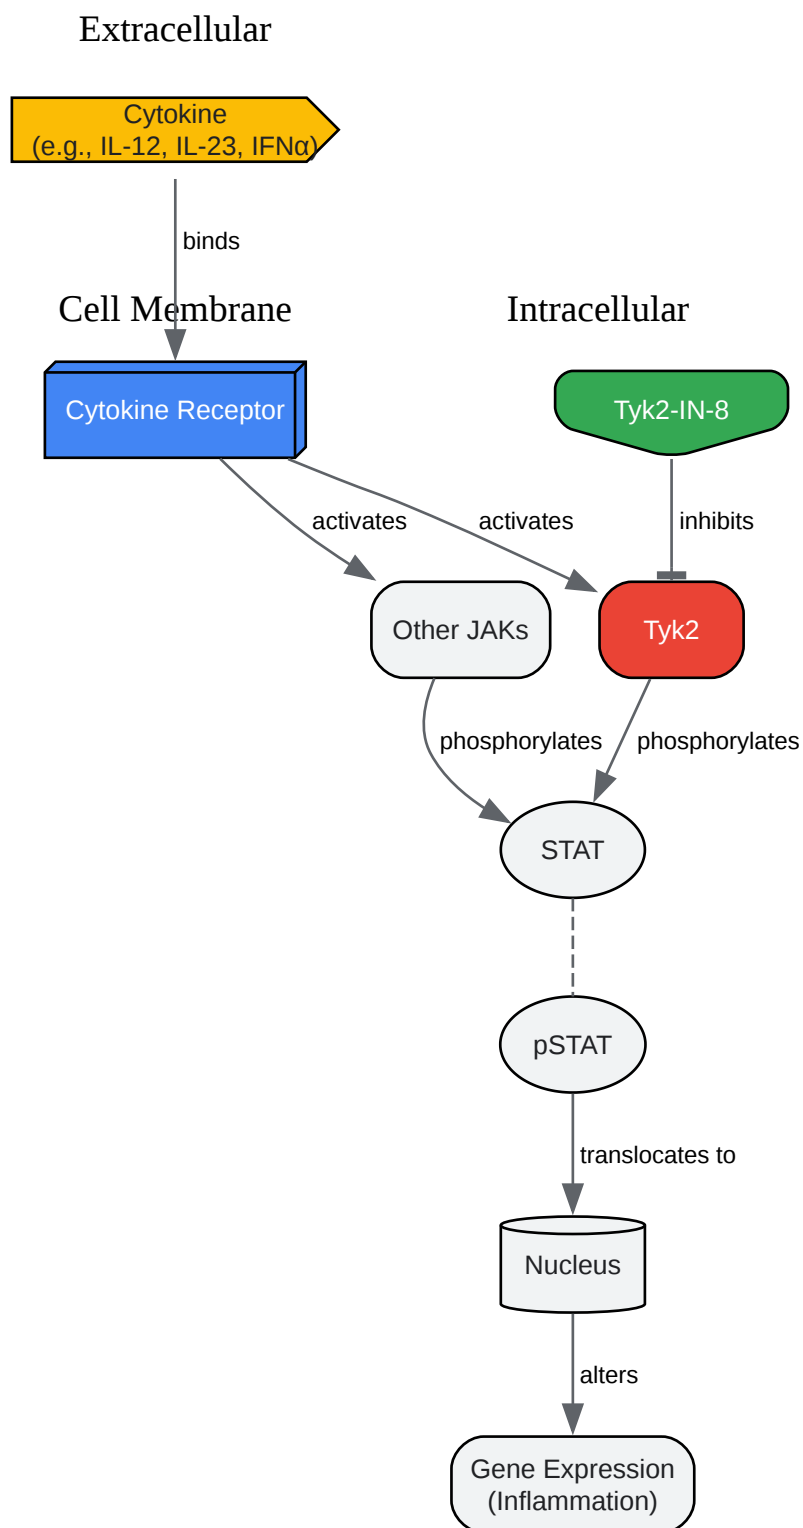 Extracellular
Cytokine
(e.g., IL-12, IL-23, IFNα)
binds
Cell Membrane
Intracellular
Cytokine Receptor
Tyk2-IN-8
activates
activates
inhibits
Other JAKs
Tyk2
phosphorylates
phosphorylates
STAT
pSTAT
translocates to
Nucleus
alters
Gene Expression
(Inflammation)